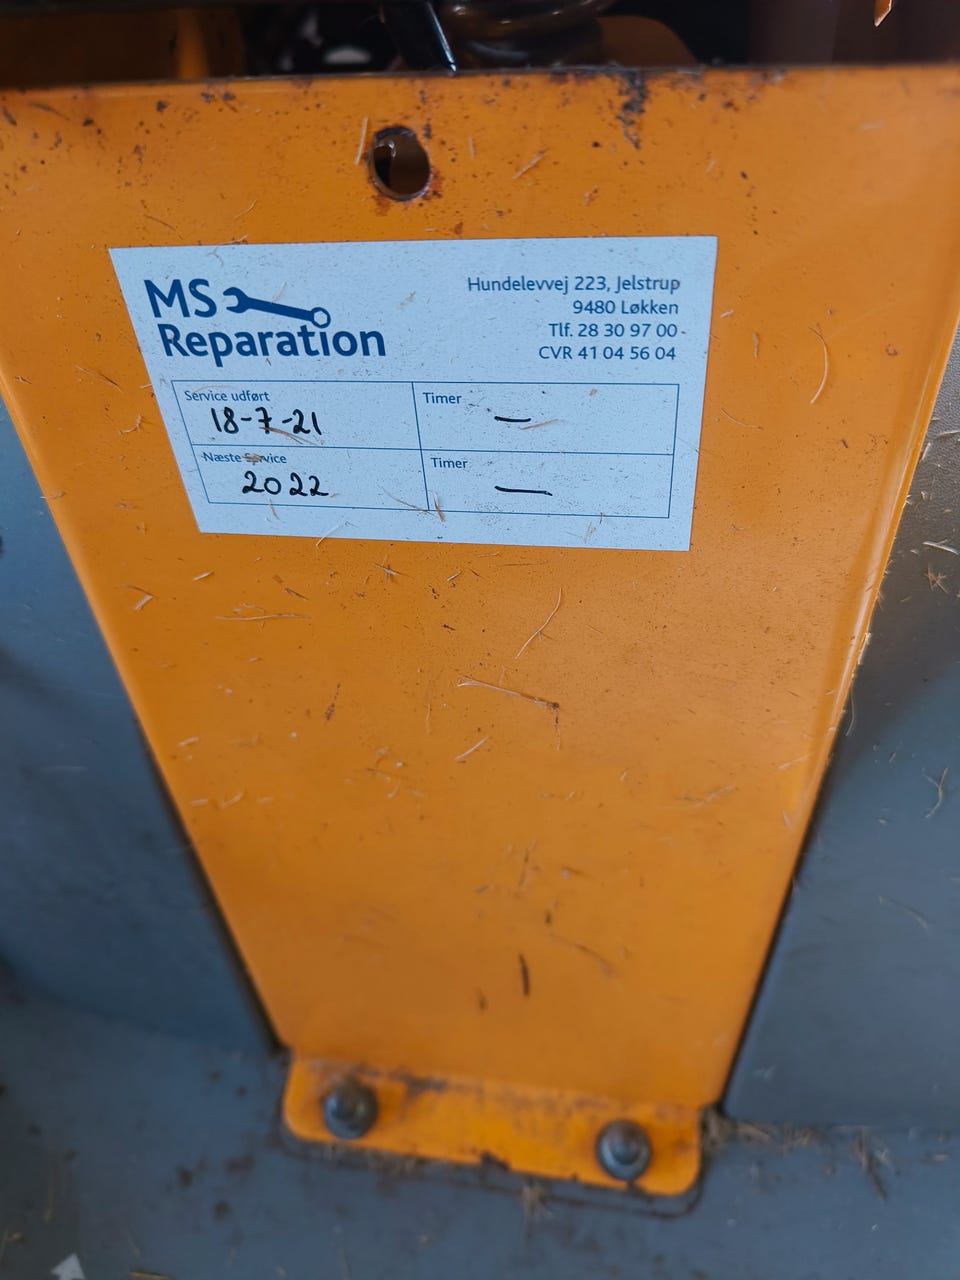 MS
Reparation
Hundelevvej 223, Jelstrup
9480 Løkken
Tlf. 28 30 97 00
CVR 41 04 56 04
Service udført
18-7-21
Timer
—
Næste Service
2022
Timer
—